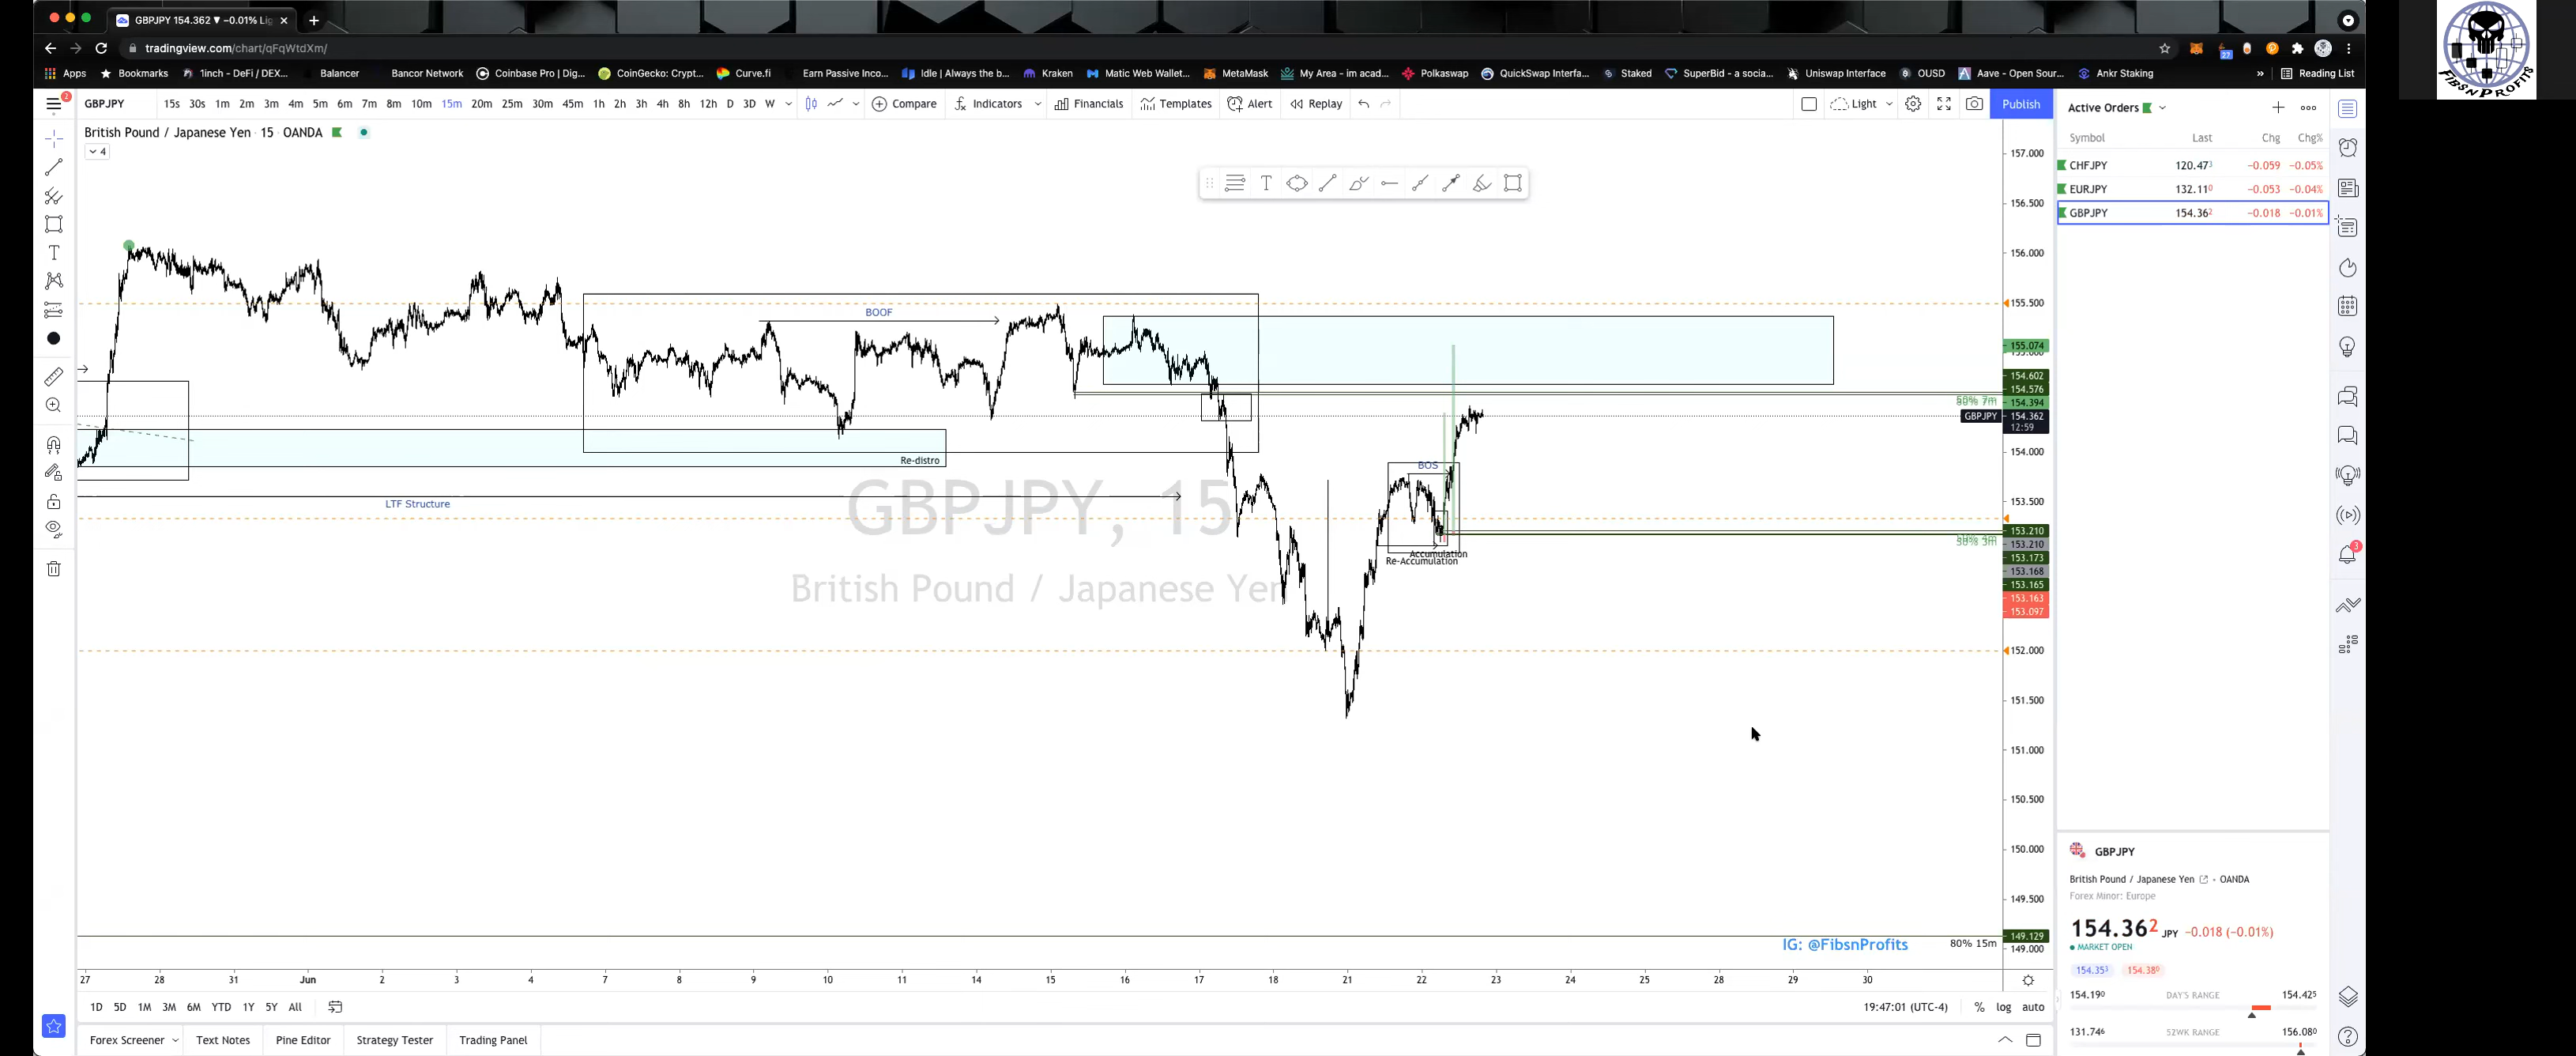 GBPJPY 154.362 ▼ −0.01% Li
tradingview.com/chart/qFqWtdXm/
Apps Bookmarks 1inch - DeFi / DEX... Balancer Bancor Network Coinbase Pro | Dig... CoinGecko: Crypt... Curve.fi Earn Passive Inco... Idle | Always the b... Kraken Matic Web Wallet... MetaMask My Area - im acad... Polkaswap QuickSwap Interfa... Staked SuperBid - a socia... Uniswap Interface OUSD Aave - Open Sour... Ankr Staking » Reading List
FIBSNPROFITS
GBPJPY 15s 30s 1m 2m 3m 4m 5m 6m 7m 8m 10m 15m 20m 25m 30m 45m 1h 2h 3h 4h 8h 12h D 3D W Compare Indicators Financials Templates Alert Replay Light Publish
British Pound / Japanese Yen · 15 · OANDA
4
Active Orders
Symbol Last Chg Chg%
CHFJPY 120.473 −0.059 −0.05%
EURJPY 132.110 −0.053 −0.04%
GBPJPY 154.362 −0.018 −0.01%
157.000
156.500
156.000
155.500
155.074
154.602
154.576
154.394
GBPJPY 154.362
12:59
154.000
153.500
153.210
153.210
153.173
153.168
153.165
153.163
153.097
152.000
151.500
151.000
150.500
150.000
149.500
149.129
149.000
BOOF
Re-distro
LTF Structure
BOS
Accumulation
Re-Accumulation
GBPJPY, 15
British Pound / Japanese Yen
IG: @FibsnProfits
80% 15m
27 28 31 Jun 2 3 4 7 8 9 10 11 14 15 16 17 18 21 22 23 24 25 28 29 30
1D 5D 1M 3M 6M YTD 1Y 5Y All
19:47:01 (UTC-4) % log auto
Forex Screener Text Notes Pine Editor Strategy Tester Trading Panel
GBPJPY
British Pound / Japanese Yen • OANDA
Forex Minor: Europe
154.362 JPY −0.018 (−0.01%)
MARKET OPEN
154.353 154.380
154.190 DAY'S RANGE 154.425
131.746 52WK RANGE 156.080